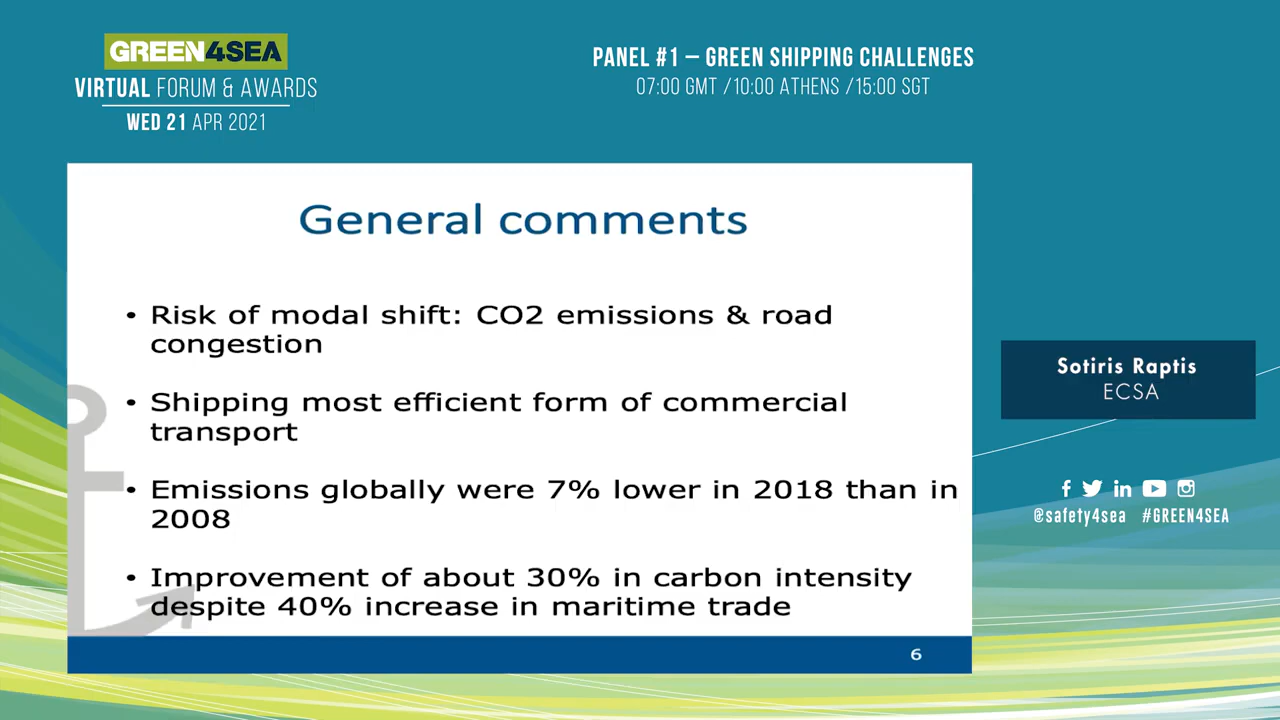 GREEN4SEA
VIRTUAL FORUM & AWARDS
WED 21 APR 2021
PANEL #1 – GREEN SHIPPING CHALLENGES
07:00 GMT /10:00 ATHENS /15:00 SGT
General comments
• Risk of modal shift: CO2 emissions & road
congestion
• Shipping most efficient form of commercial
transport
• Emissions globally were 7% lower in 2018 than in
2008
• Improvement of about 30% in carbon intensity
despite 40% increase in maritime trade
6
Sotiris Raptis
ECSA
@safety4sea #GREEN4SEA